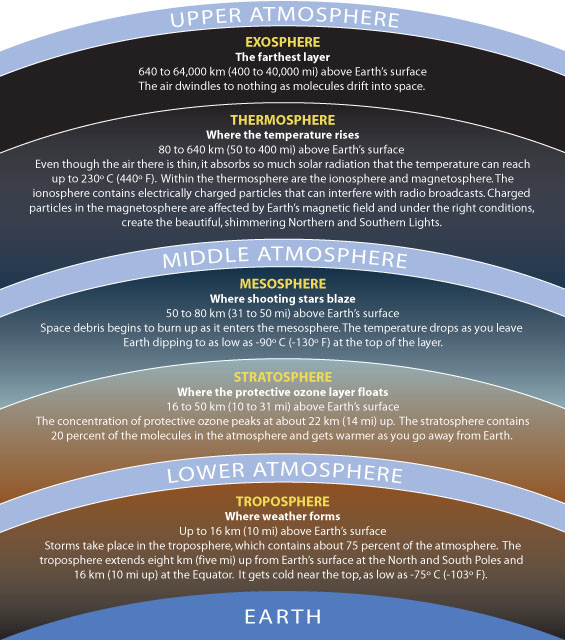 UPPER ATMOSPHERE
EXOSPHERE
The farthest layer
640 to 64,000 km (400 to 40,000 mi) above Earth's surface
The air dwindles to nothing as molecules drift into space.
THERMOSPHERE
Where the temperature rises
80 to 640 km (50 to 400 mi) above Earth's surface
Even though the air there is thin, it absorbs so much solar radiation that the temperature can reach
up to 230º C (440º F).  Within the thermosphere are the ionosphere and magnetosphere. The
ionosphere contains electrically charged particles that can interfere with radio broadcasts. Charged
particles in the magnetosphere are affected by Earth's magnetic field and under the right conditions,
create the beautiful, shimmering Northern and Southern Lights.
MIDDLE ATMOSPHERE
MESOSPHERE
Where shooting stars blaze
50 to 80 km (31 to 50 mi) above Earth's surface
Space debris begins to burn up as it enters the mesosphere. The temperature drops as you leave
Earth dipping to as low as -90º C (-130º F) at the top of the layer.
STRATOSPHERE
Where the protective ozone layer floats
16 to 50 km (10 to 31 mi) above Earth's surface
The concentration of protective ozone peaks at about 22 km (14 mi) up.  The stratosphere contains
20 percent of the molecules in the atmosphere and gets warmer as you go away from Earth.
LOWER ATMOSPHERE
TROPOSPHERE
Where weather forms
Up to 16 km (10 mi) above Earth's surface
Storms take place in the troposphere, which contains about 75 percent of the atmosphere.  The
troposphere extends eight km (five mi) up from Earth's surface at the North and South Poles and
16 km (10 mi up) at the Equator.  It gets cold near the top, as low as -75º C (-103º F).
EARTH